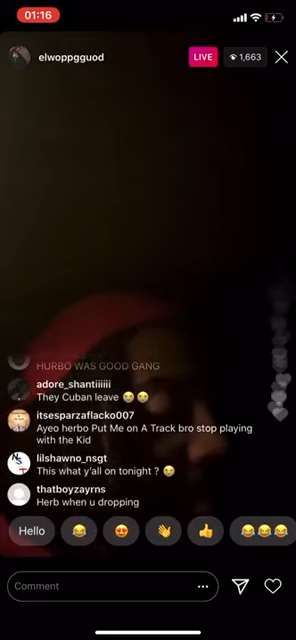 01:16
elwoppgguod
LIVE
1,663
HURBO WAS GOOD GANG
adore_shantiiiiii
They Cuban leave 😭😭
itsesparzaflacko007
Ayeo herbo Put Me on A Track bro stop playing
with the Kid
lilshawno_nsgt
This what y'all on tonight ? 😭
thatboyzayrns
Herb when u dropping
Hello 😂 😍 👋 👍 😂😂😂
Comment